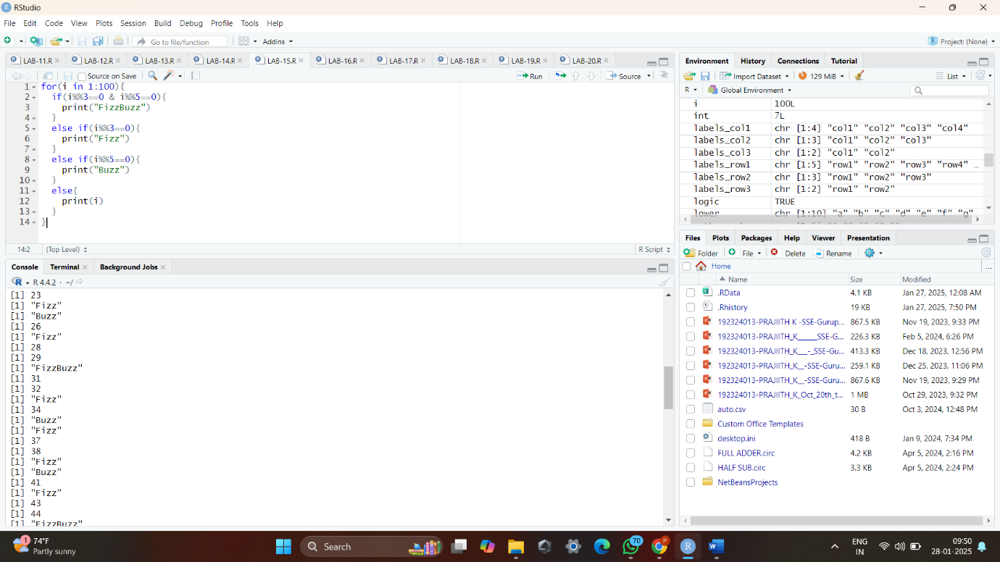 RStudio
File Edit Code View Plots Session Build Debug Profile Tools Help
Go to file/function Addins Project: (None)
LAB-11.R LAB-12.R LAB-13.R LAB-14.R LAB-15.R LAB-16.R LAB-17.R LAB-18.R LAB-19.R LAB-20.R
Source on Save Run Source
1 for(i in 1:100){
2 if(i%%3==0 & i%%5==0){
3 print("FizzBuzz")
4 }
5 else if(i%%3==0){
6 print("Fizz")
7 }
8 else if(i%%5==0){
9 print("Buzz")
10 }
11 else{
12 print(i)
13 }
14 }
14:2 (Top Level) R Script
Console Terminal Background Jobs
R R 4.4.2 · ~/
[1] 23
[1] "Fizz"
[1] "Buzz"
[1] 26
[1] "Fizz"
[1] 28
[1] 29
[1] "FizzBuzz"
[1] 31
[1] 32
[1] "Fizz"
[1] 34
[1] "Buzz"
[1] "Fizz"
[1] 37
[1] 38
[1] "Fizz"
[1] "Buzz"
[1] 41
[1] "Fizz"
[1] 43
[1] 44
[1] "FizzBuzz"
Environment History Connections Tutorial
Import Dataset 129 MiB List
R Global Environment
i 100L
int 7L
labels_col1 chr [1:4] "col1" "col2" "col3" "col4"
labels_col2 chr [1:3] "col1" "col2" "col3"
labels_col3 chr [1:2] "col1" "col2"
labels_row1 chr [1:5] "row1" "row2" "row3" "row4" ...
labels_row2 chr [1:3] "row1" "row2" "row3"
labels_row3 chr [1:2] "row1" "row2"
logic TRUE
lower chr [1:10] "a" "b" "c" "d" "e" "f" "g"...
Files Plots Packages Help Viewer Presentation
Folder File Delete Rename
Home ...
Name Size Modified
.RData 4.1 KB Jan 27, 2025, 12:08 AM
.Rhistory 19 KB Jan 27, 2025, 7:50 PM
192324013-PRAJIITH K -SSE-Gurup... 867.5 KB Nov 19, 2023, 9:33 PM
192324013-PRAJIITH_K______SSE-G... 226.3 KB Feb 5, 2024, 6:26 PM
192324013-PRAJIITH_K___-_SSE-Gu... 413.3 KB Dec 18, 2023, 12:56 PM
192324013-PRAJIITH_K__-SSE-Guru... 259.1 KB Dec 25, 2023, 11:06 PM
192324013-PRAJIITH_K__-SSE-Guru... 867.6 KB Nov 19, 2023, 9:29 PM
192324013-PRAJIITH_K_Oct_20th_t... 1 MB Oct 29, 2023, 9:32 PM
auto.csv 30 B Oct 3, 2024, 12:48 PM
Custom Office Templates
desktop.ini 418 B Jan 9, 2024, 7:34 PM
FULL ADDER.circ 4.2 KB Apr 5, 2024, 2:16 PM
HALF SUB.circ 3.3 KB Apr 5, 2024, 2:24 PM
NetBeansProjects
1 74°F
Partly sunny
Search
70
P
R
ENG
IN
09:50
28-01-2025